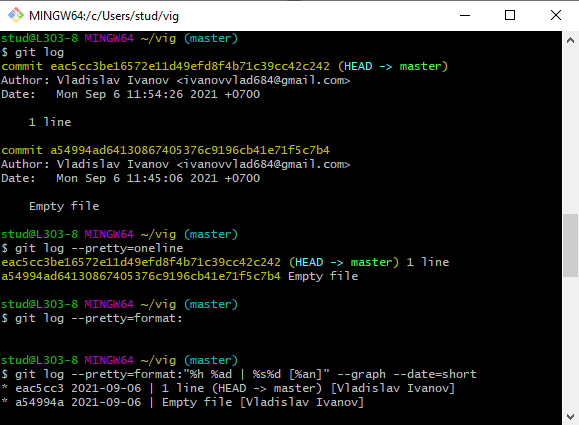 MINGW64:/c/Users/stud/vig
stud@L3O3-8 MINGW64 ~/vig (master)
$ git log
commit eac5cc3be16572e11d49efd8f4b71c39cc42c242 (HEAD -> master)
Author: Vladislav Ivanov <ivanovvlad684@gmail.com>
Date:   Mon Sep 6 11:54:26 2021 +0700
1 line
commit a54994ad64130867405376c9196cb41e71f5c7b4
Author: Vladislav Ivanov <ivanovvlad684@gmail.com>
Date:   Mon Sep 6 11:45:06 2021 +0700
Empty file
stud@L3O3-8 MINGW64 ~/vig (master)
$ git log --pretty=oneline
eac5cc3be16572e11d49efd8f4b71c39cc42c242 (HEAD -> master) 1 line
a54994ad64130867405376c9196cb41e71f5c7b4 Empty file
stud@L3O3-8 MINGW64 ~/vig (master)
$ git log --pretty=format:
stud@L3O3-8 MINGW64 ~/vig (master)
$ git log --pretty=format:"%h %ad | %s%d [%an]" --graph --date=short
* eac5cc3 2021-09-06 | 1 line (HEAD -> master) [Vladislav Ivanov]
* a54994a 2021-09-06 | Empty file [Vladislav Ivanov]